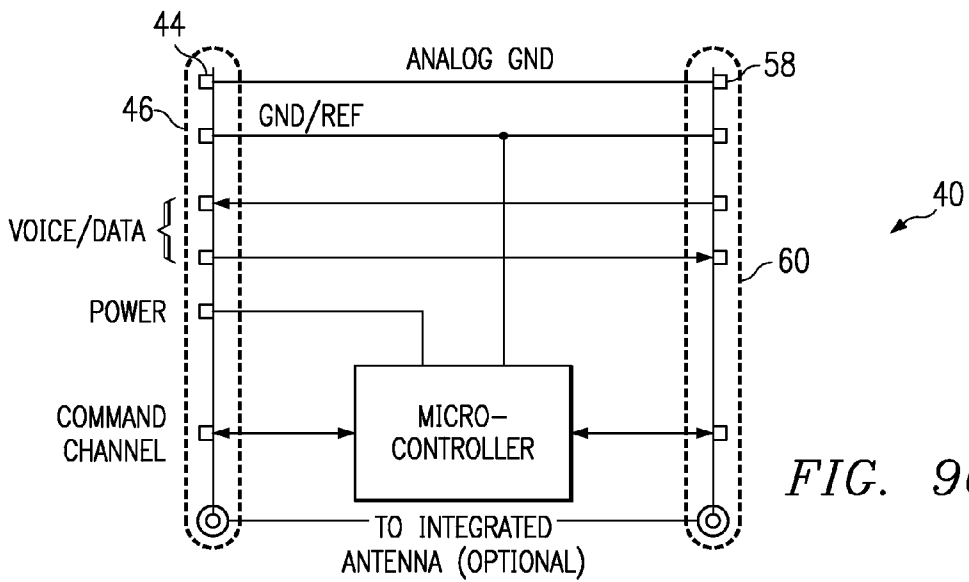 44
ANALOG GND
58
46
GND/REF
40
VOICE/DATA
60
POWER
COMMAND
CHANNEL
MICRO-
CONTROLLER
FIG. 9
TO INTEGRATED
ANTENNA (OPTIONAL)